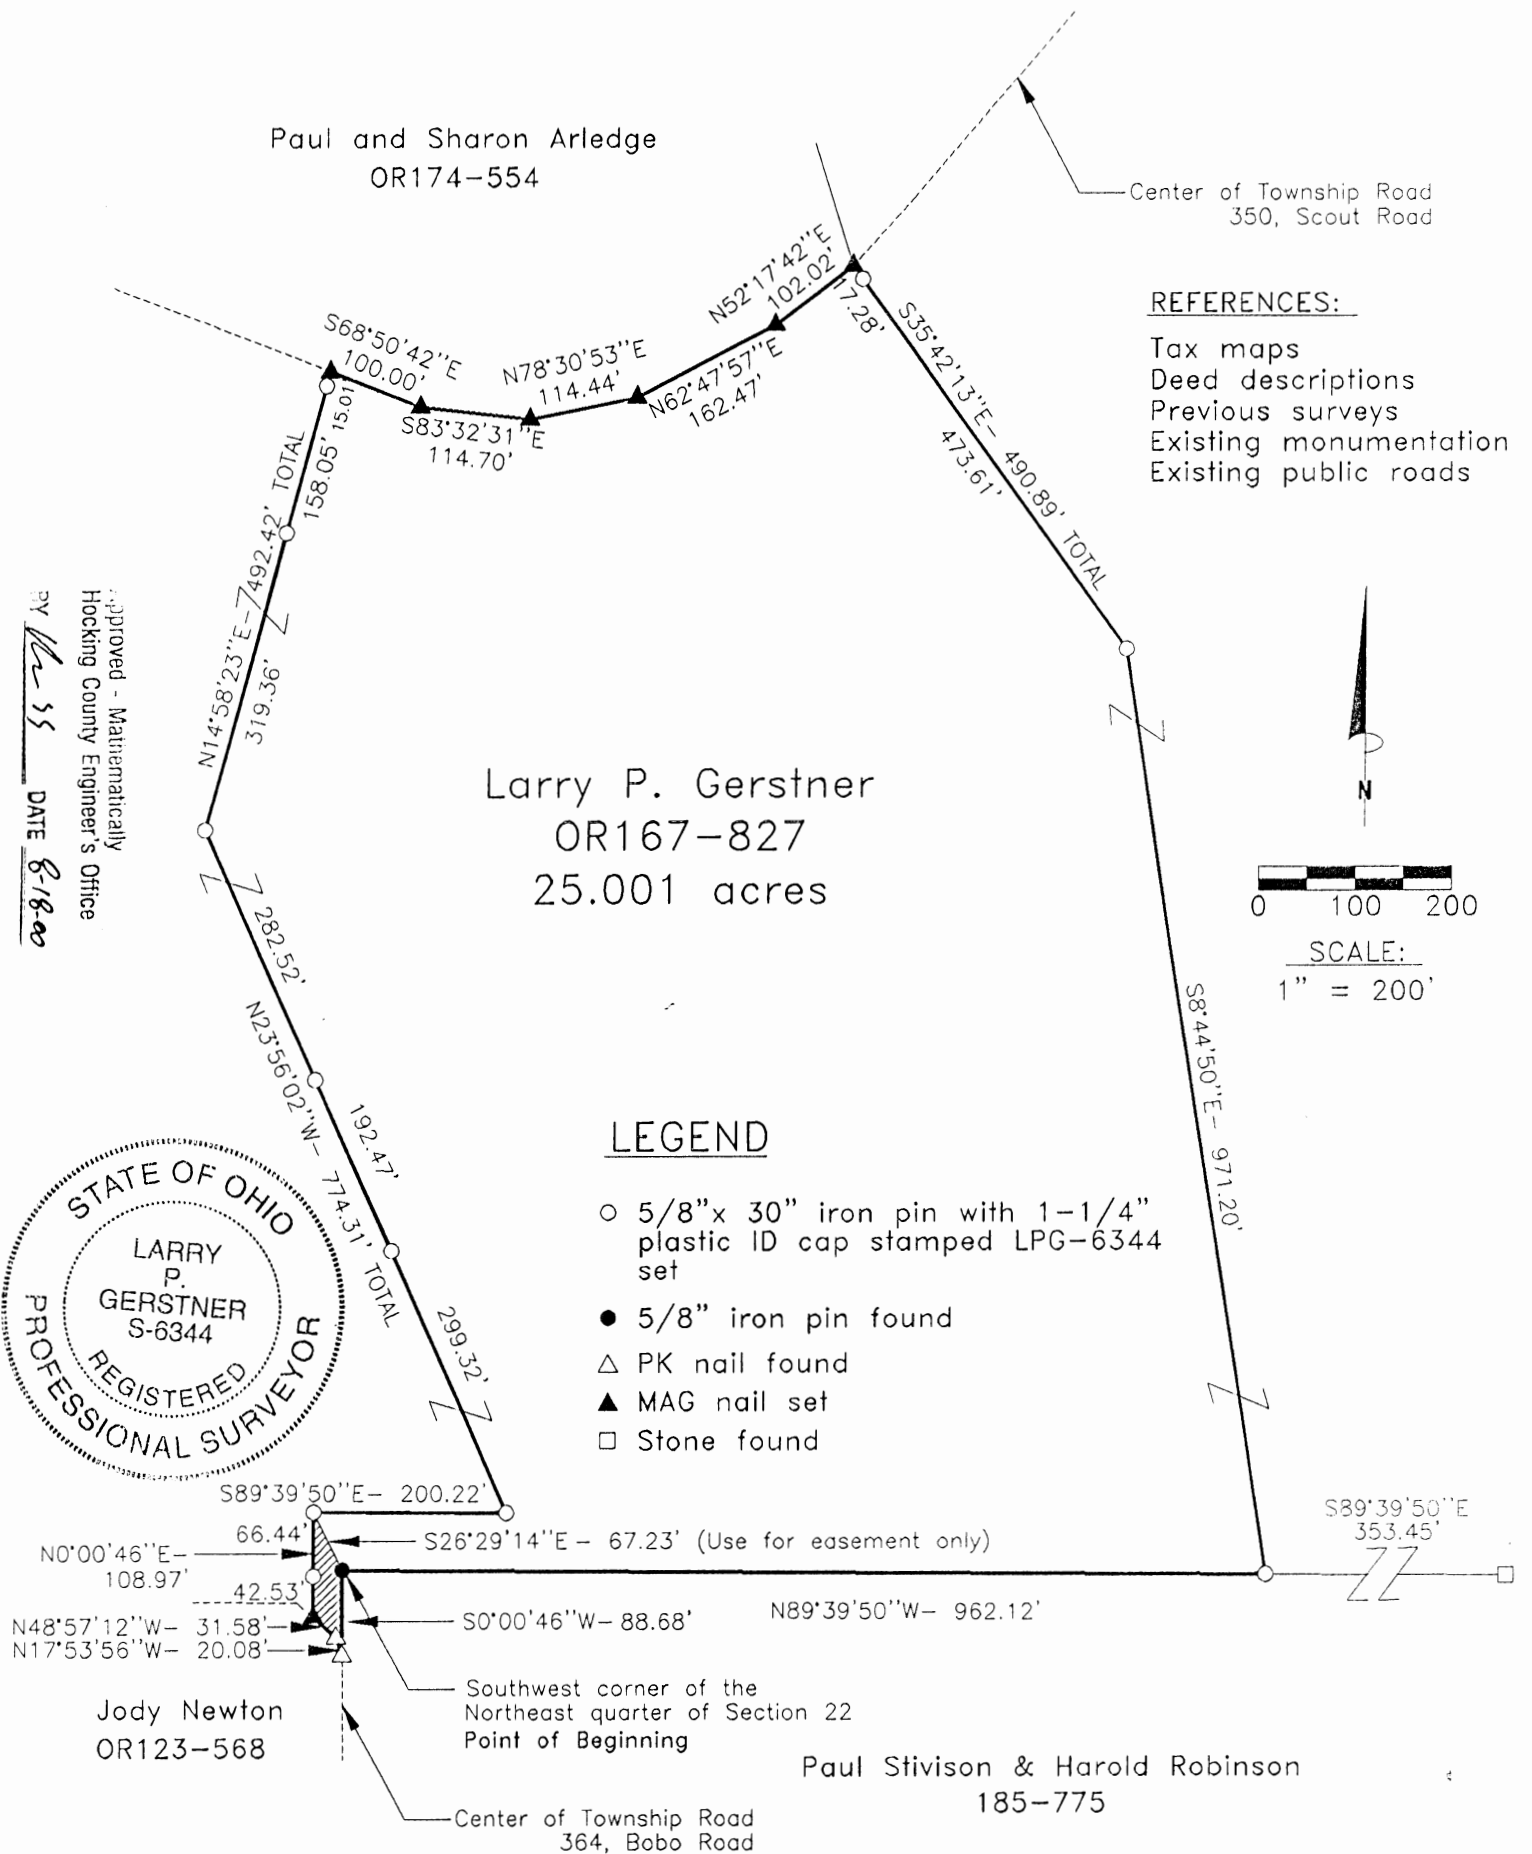 Paul and Sharon Arledge
OR174-554
Center of Township Road
350, Scout Road
N52°17'42"E
102.02'
17.28'
S35°42'13"E- 490.89' TOTAL
473.61'
REFERENCES:
Tax maps
Deed descriptions
Previous surveys
Existing monumentation
Existing public roads
S68°50'42"E
100.00'
N78°30'53"E
114.44'
N62°47'57"E
162.47'
S83°32'31"E
114.70'
15.01
158.05'
N14°58'23"E- 492.42' TOTAL
319.36'
Mathematically
Hocking County Engineer's Office
BY DATE 8-18-00
Larry P. Gerstner
OR167-827
25.001 acres
N
0 100 200
SCALE:
1" = 200'
282.52'
N23°56'02"W- 774.31' TOTAL
192.47'
299.32'
S8°44'50"E- 971.20'
LEGEND
5/8"x 30" iron pin with 1-1/4"
plastic ID cap stamped LPG-6344
set
5/8" iron pin found
PK nail found
MAG nail set
Stone found
STATE OF OHIO
LARRY
P.
GERSTNER
S-6344
REGISTERED
PROFESSIONAL SURVEYOR
S89°39'50"E- 200.22'
66.44'
S26°29'14"E - 67.23' (Use for easement only)
S89°39'50"E
353.45'
N0°00'46"E-
108.97'
42.53'
N48°57'12"W- 31.58'
N17°53'56"W- 20.08'
S0°00'46"W- 88.68'
N89°39'50"W- 962.12'
Southwest corner of the
Northeast quarter of Section 22
Point of Beginning
Jody Newton
OR123-568
Paul Stivison & Harold Robinson
185-775
Center of Township Road
364, Bobo Road